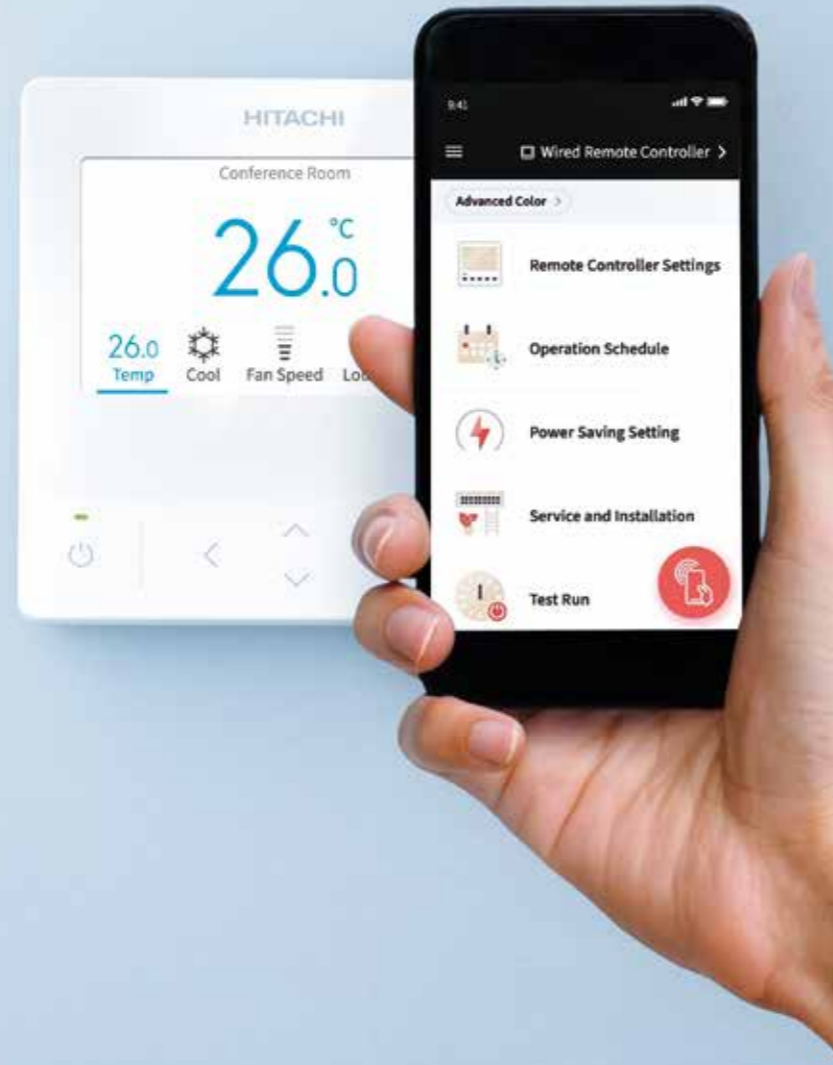 HITACHI
Conference Room
26.0 °C
26.0
Temp
Cool
Fan Speed
9:41
Wired Remote Controller >
Advanced Color >
Remote Controller Settings
Operation Schedule
Power Saving Setting
Service and Installation
Test Run